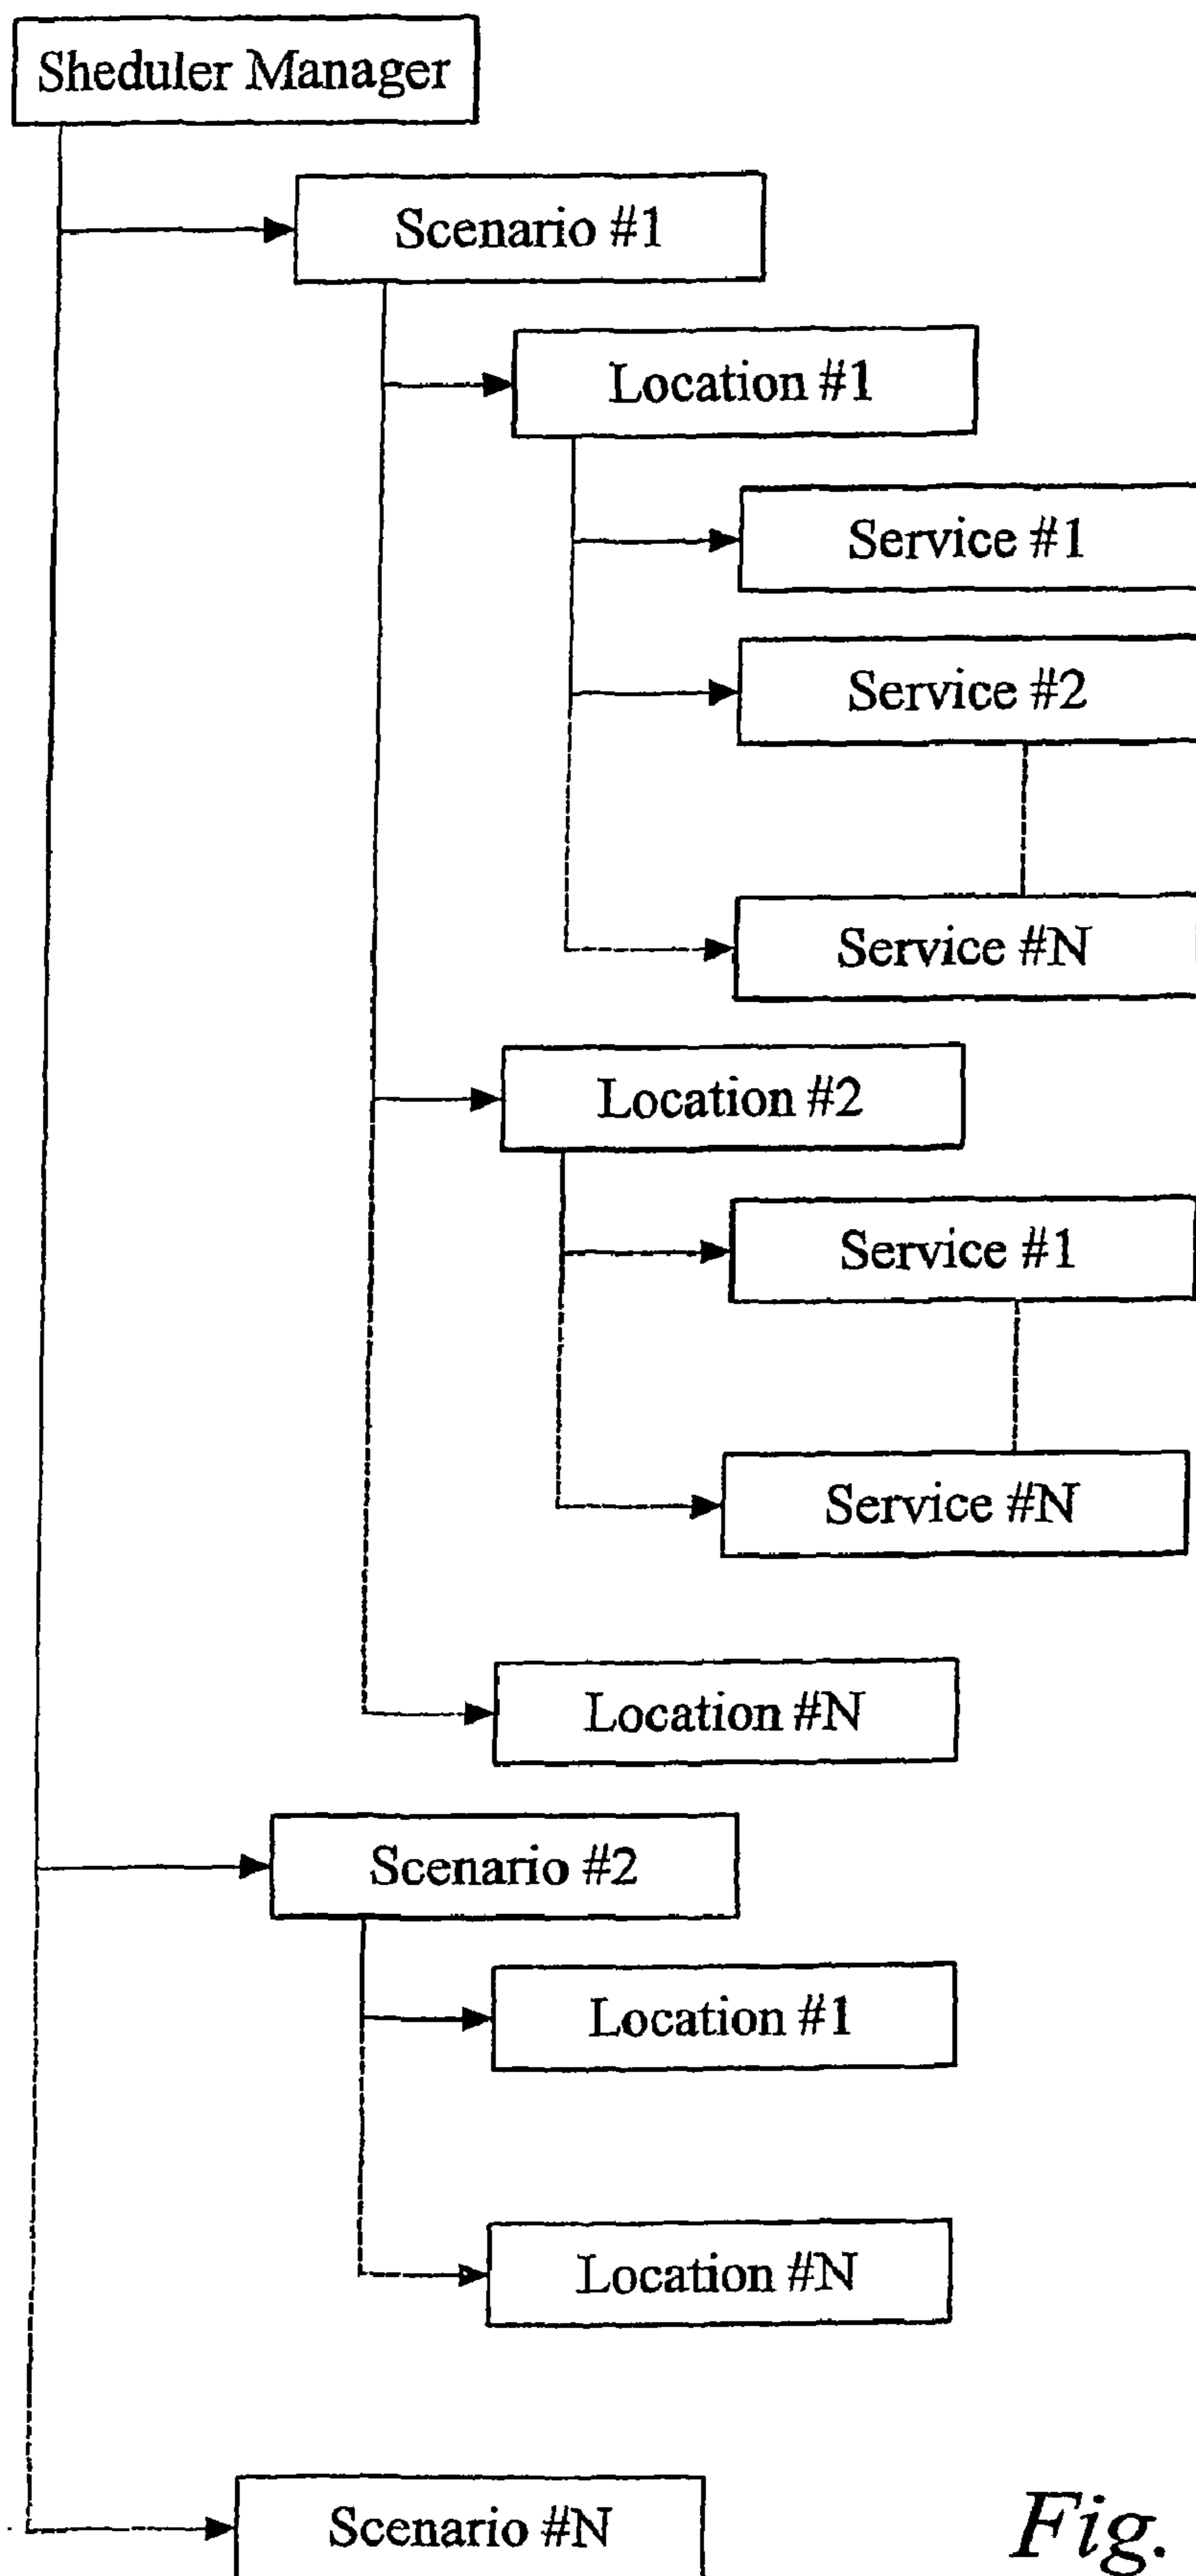 Sheduler Manager
Scenario #1
Location #1
Service #1
Service #2
Service #N
Location #2
Service #1
Service #N
Location #N
Scenario #2
Location #1
Location #N
Scenario #N
Fig.